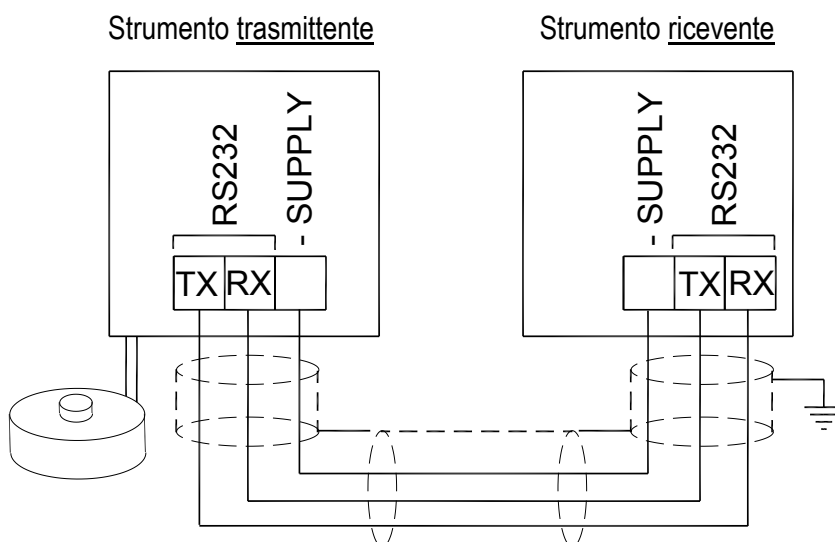 Strumento trasmittente
Strumento ricevente
RS232
- SUPPLY
TX RX
- SUPPLY
RS232
TX RX